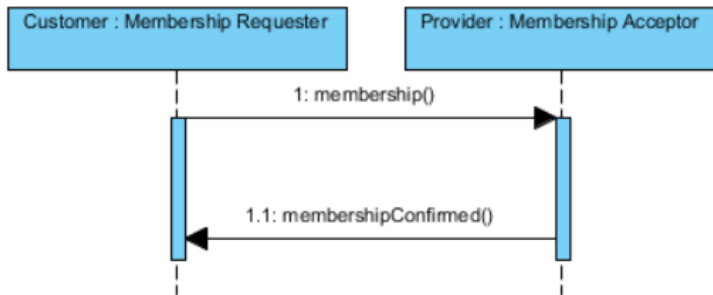 Customer : Membership Requester
Provider : Membership Acceptor
1: membership()
1.1: membershipConfirmed()